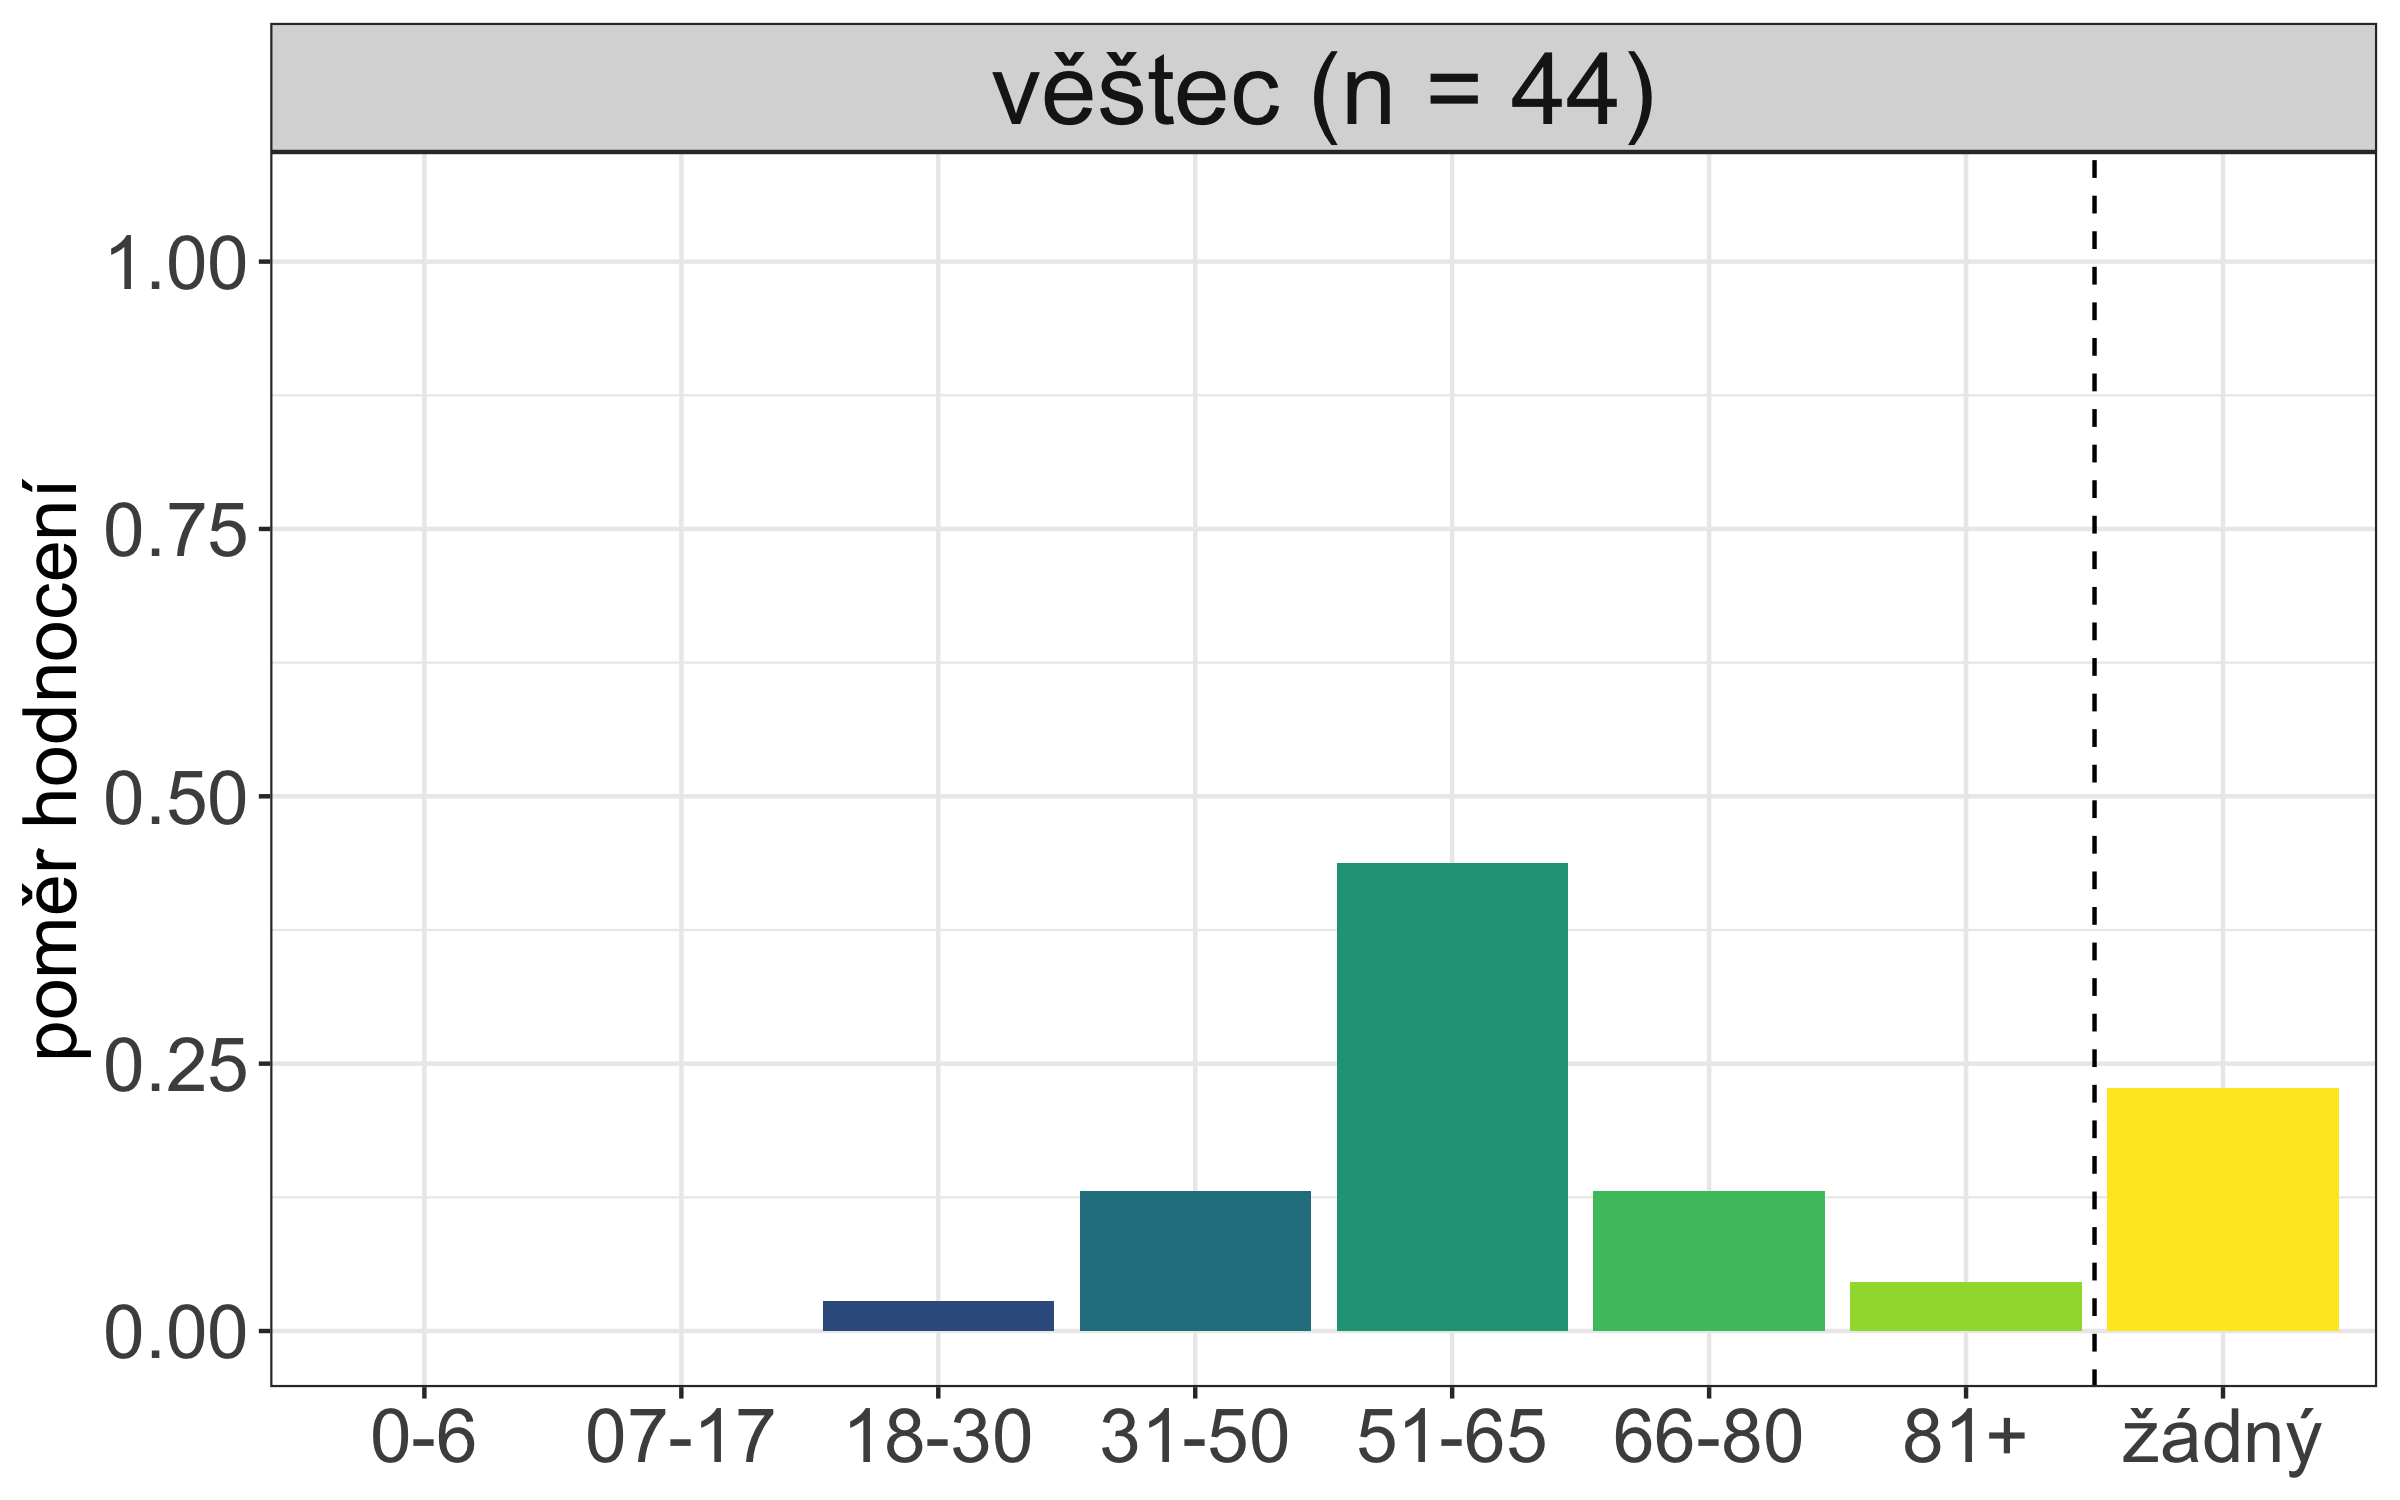 věštec (n = 44)
poměr hodnocení
1.00
0.75
0.50
0.25
0.00
0-6 07-17 18-30 31-50 51-65 66-80 81+ žádný